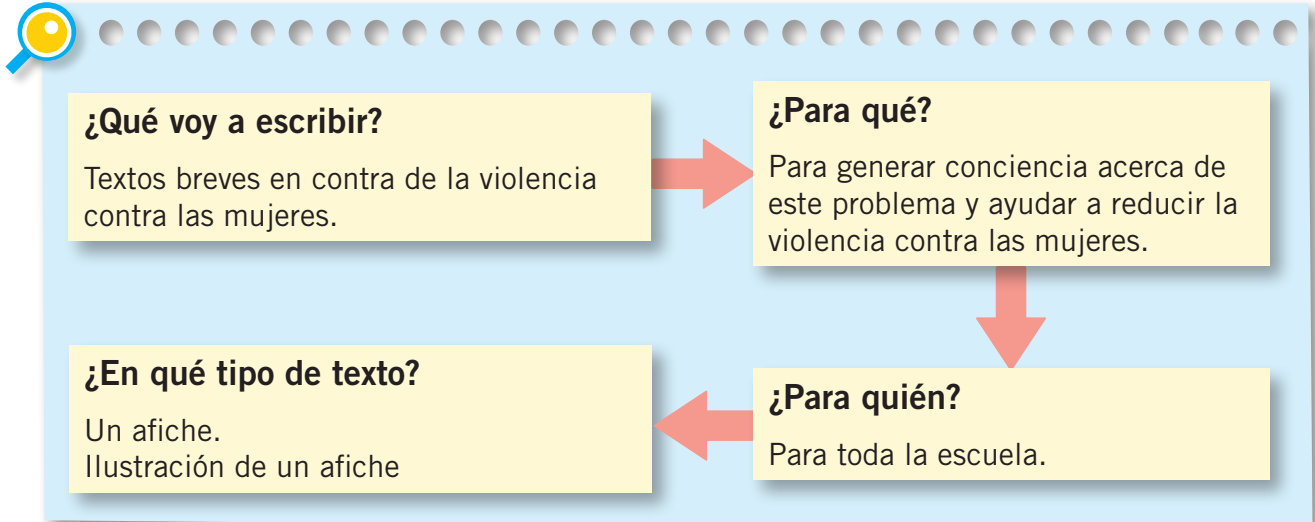 ¿Qué voy a escribir?
Textos breves en contra de la violencia
contra las mujeres.
¿Para qué?
Para generar conciencia acerca de
este problema y ayudar a reducir la
violencia contra las mujeres.
¿Para quién?
Para toda la escuela.
¿En qué tipo de texto?
Un afiche.
Ilustración de un afiche